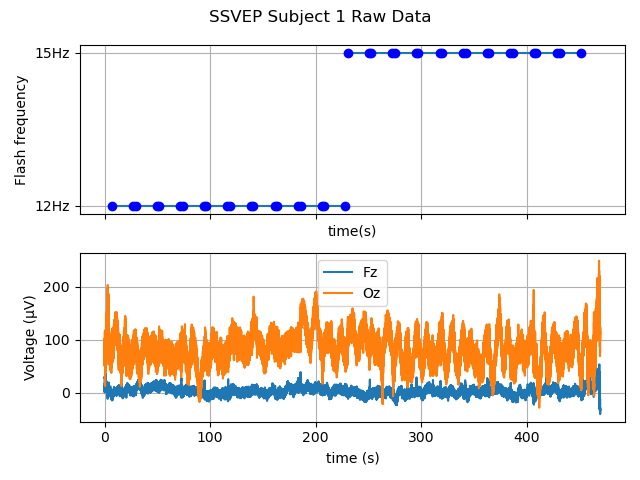 SSVEP Subject 1 Raw Data
15Hz
Flash frequency
12Hz
time(s)
Fz
Oz
200
100
0
Voltage (μV)
0 100 200 300 400
time (s)